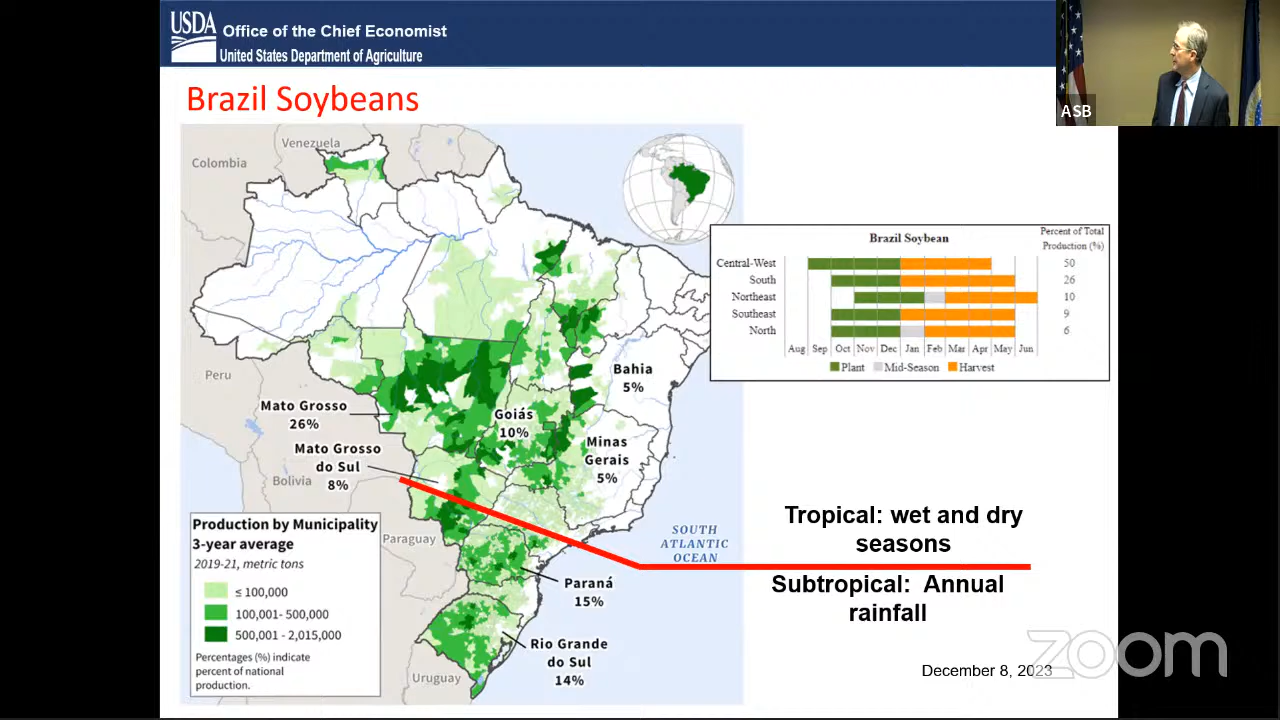 USDA
Office of the Chief Economist
United States Department of Agriculture
ASB
Brazil Soybeans
Venezuela
Colombia
Peru
Bolivia
Paraguay
Uruguay
Mato Grosso
26%
Mato Grosso
do Sul
8%
Goiás
10%
Bahia
5%
Minas
Gerais
5%
Paraná
15%
Rio Grande
do Sul
14%
SOUTH
ATLANTIC
OCEAN
Production by Municipality
3-year average
2019-21, metric tons
≤ 100,000
100,001- 500,000
500,001 - 2,015,000
Percentages (%) indicate
percent of national
production.
Brazil Soybean
Percent of Total
Production (%)
Central-West 50
South 26
Northeast 10
Southeast 9
North 6
Aug Sep Oct Nov Dec Jan Feb Mar Apr May Jun
Plant Mid-Season Harvest
Tropical: wet and dry
seasons
Subtropical: Annual
rainfall
December 8, 2023
zoom